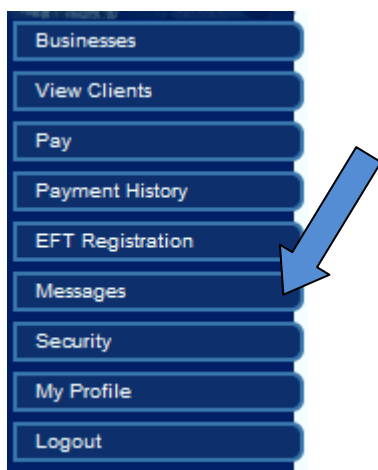 Businesses
View Clients
Pay
Payment History
EFT Registration
Messages
Security
My Profile
Logout